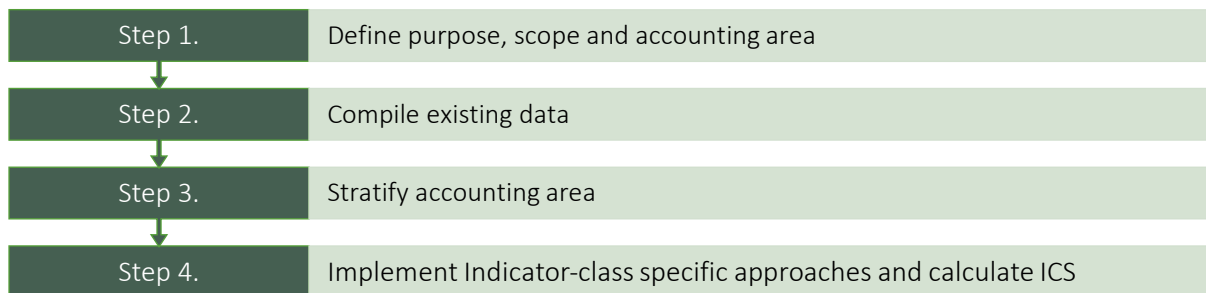 Step 1. Define purpose, scope and accounting area
Step 2. Compile existing data
Step 3. Stratify accounting area
Step 4. Implement Indicator-class specific approaches and calculate ICS